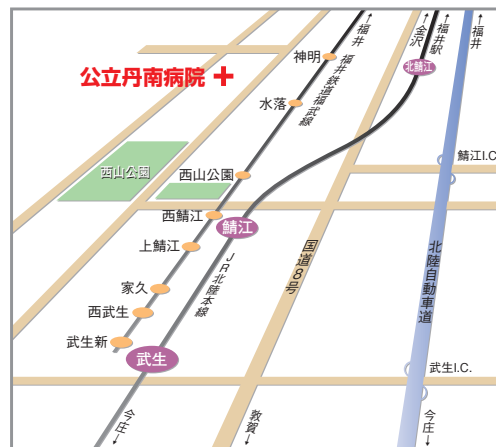 ↑福井
↑金沢
↑福井駅
↑福井
神明
北鯖江
公立丹南病院
福井鉄道福武線
水落
鯖江I.C
西山公園
西山公園
西鯖江
鯖江
上鯖江
国道8号
北陸自動車道
JR北陸本線
家久
西武生
武生新
武生
武生I.C.
今庄↓
敦賀↓
今庄↓